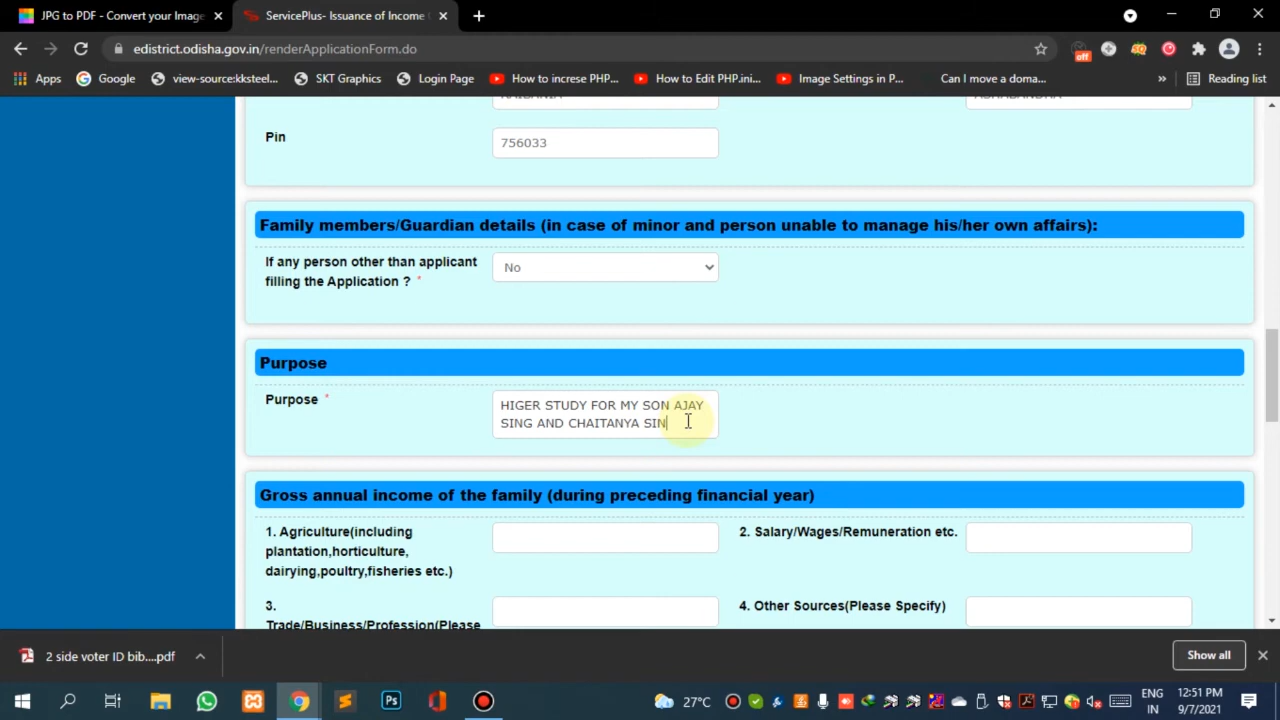 JPG to PDF - Convert your Image
ServicePlus- Issuance of Income
edistrict.odisha.gov.in/renderApplicationForm.do
Apps
Google
view-source:kksteel...
SKT Graphics
Login Page
How to increse PHP...
How to Edit PHP.ini...
Image Settings in P...
Can I move a doma...
»
Reading list
off
Pin
756033
Family members/Guardian details (in case of minor and person unable to manage his/her own affairs):
If any person other than applicant
filling the Application ? *
No
Purpose
Purpose *
HIGER STUDY FOR MY SON AJAY
SING AND CHAITANYA SIN
Gross annual income of the family (during preceding financial year)
1. Agriculture(including
plantation,horticulture,
dairying,poultry,fisheries etc.)
2. Salary/Wages/Remuneration etc.
3.
Trade/Business/Profession(Please
4. Other Sources(Please Specify)
2 side voter ID bib....pdf
Show all
Ps
27°C
ENG
IN
12:51 PM
9/7/2021